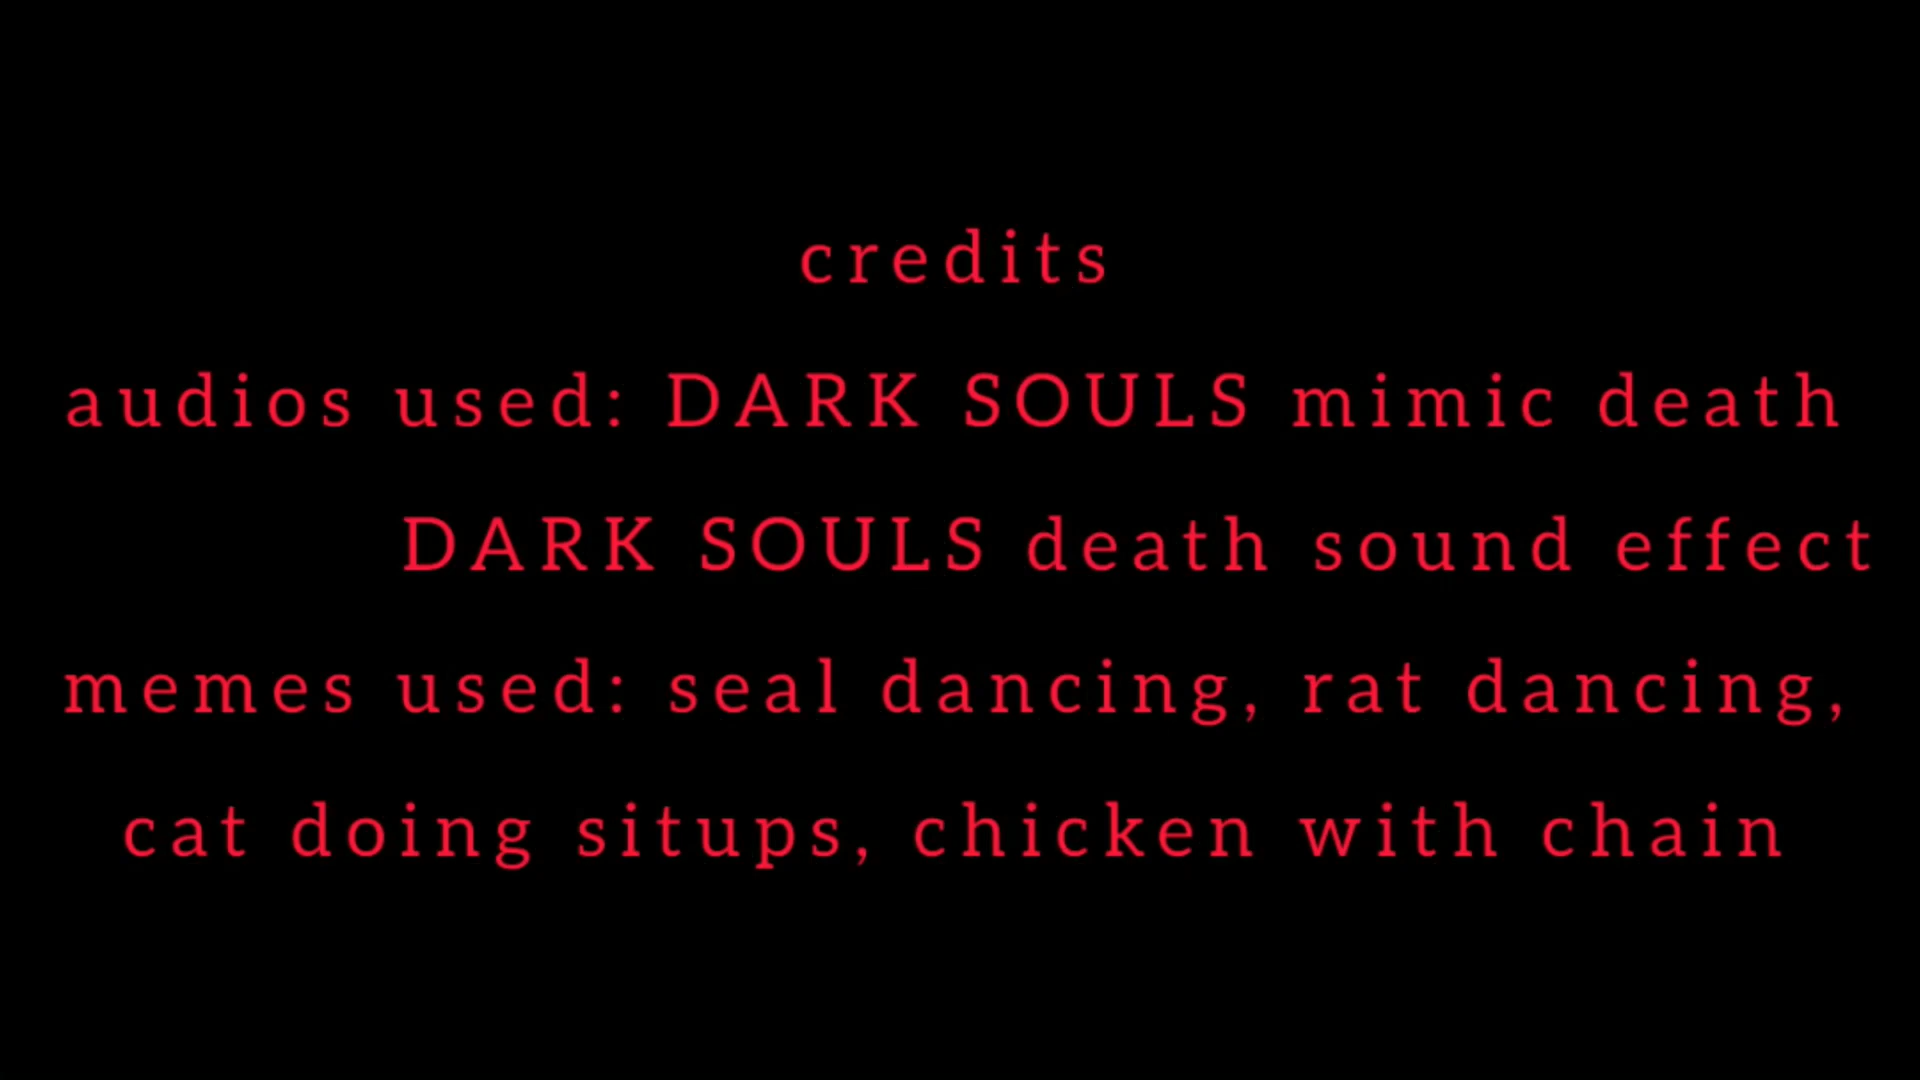 credits
audios used: DARK SOULS mimic death
DARK SOULS death sound effect
memes used: seal dancing, rat dancing,
cat doing situps, chicken with chain